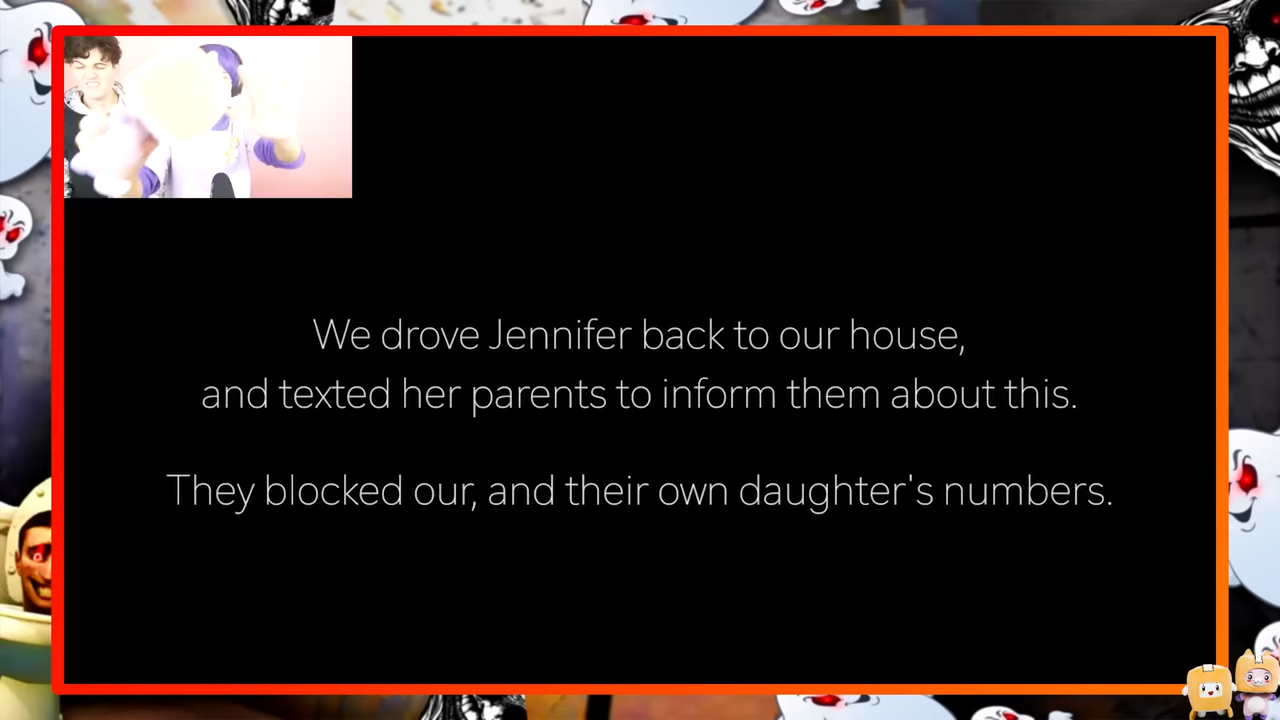 We drove Jennifer back to our house,
and texted her parents to inform them about this.
They blocked our, and their own daughter's numbers.